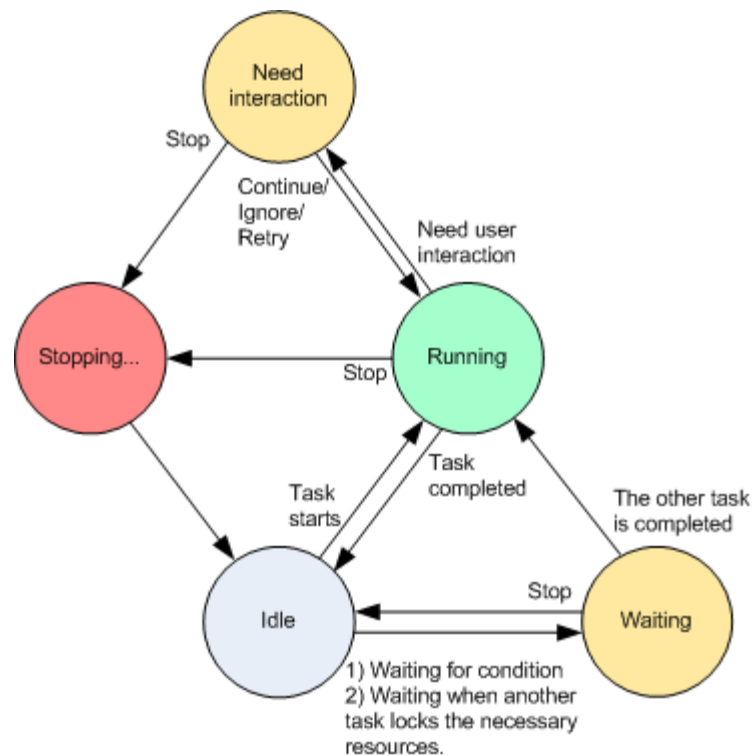 Need
interaction
Stop
Continue/
Ignore/
Retry
Need user
interaction
Stopping...
Running
Stop
Task
starts
Task
completed
The other task
is completed
Idle
Stop
Waiting
1) Waiting for condition
2) Waiting when another
task locks the necessary
resources.